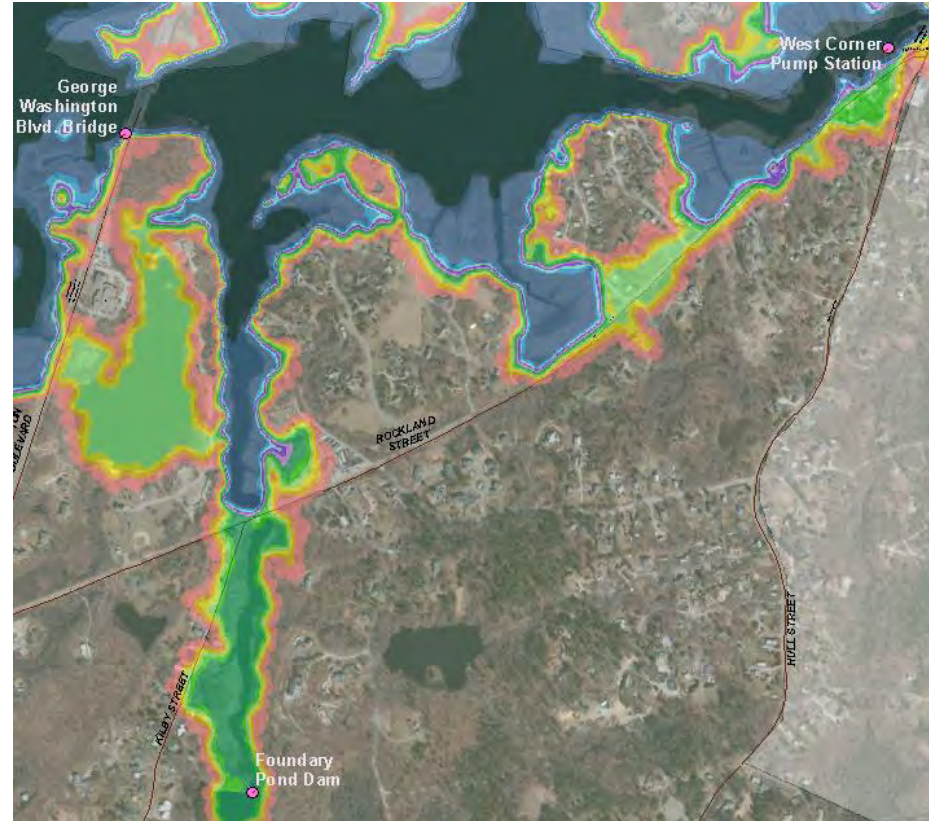 West Corner
Pump Station
George
Washington
Blvd. Bridge
ROCKLAND
STREET
HULL STREET
KILBY STREET
Foundary
Pond Dam